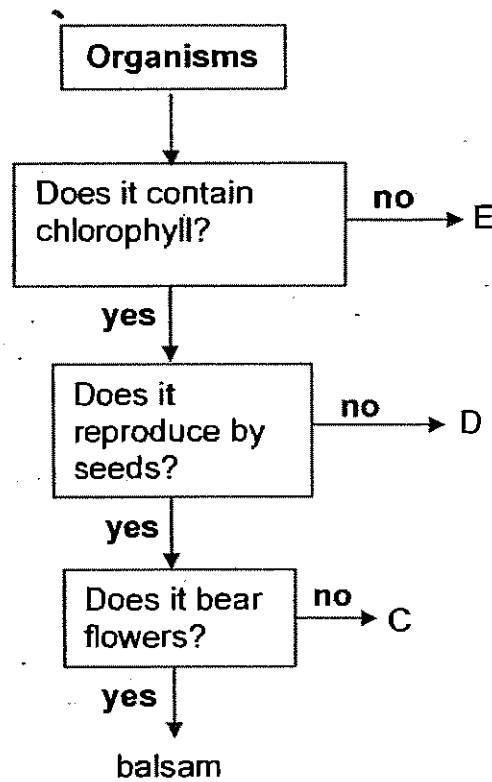 Organisms
Does it contain
chlorophyll?
no
E
yes
Does it
reproduce by
seeds?
no
D
yes
Does it bear
flowers?
no
C
yes
balsam